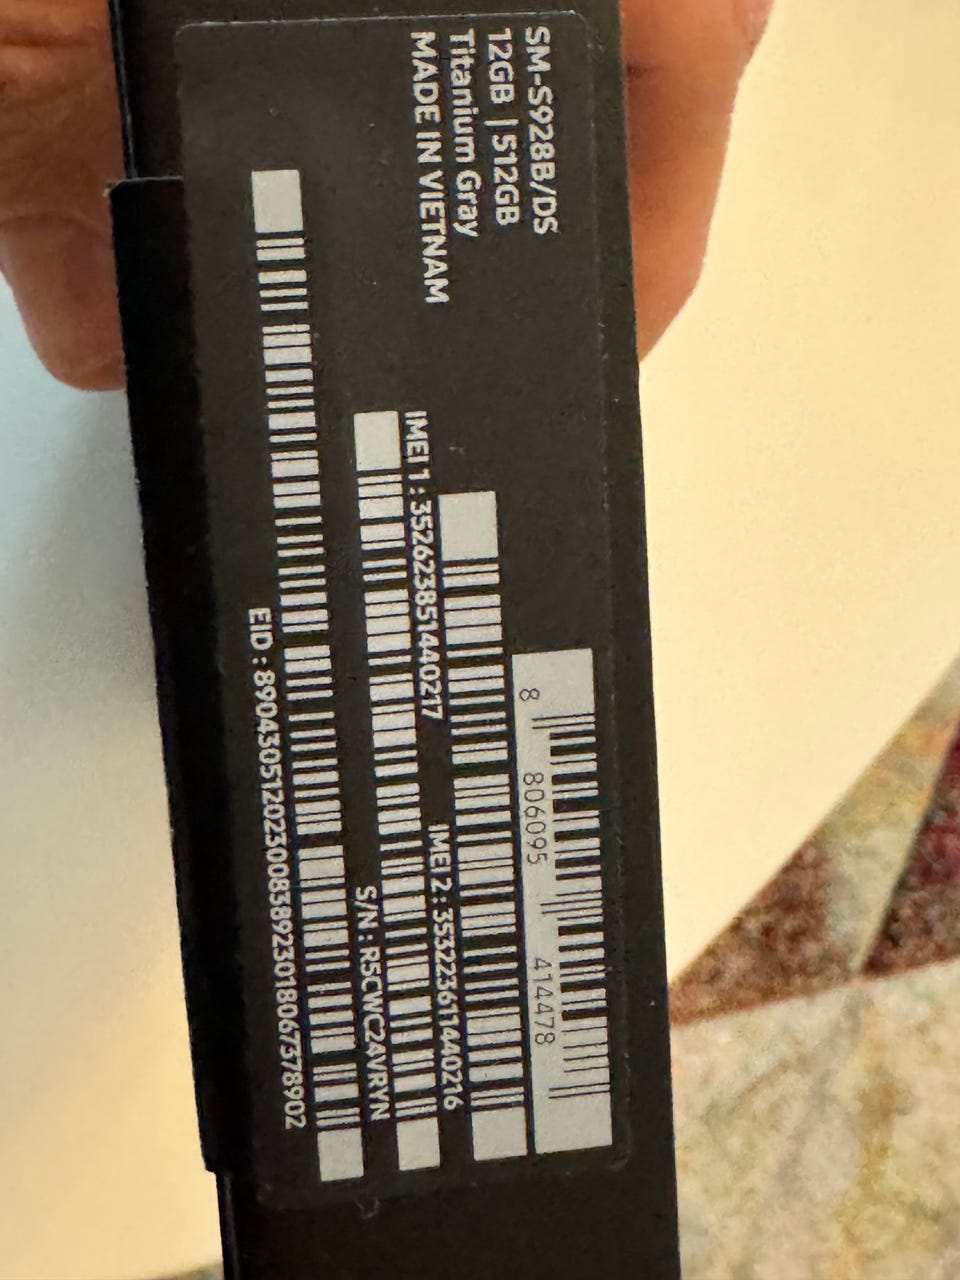 SM-S928B/DS
12GB | 512GB
Titanium Gray
MADE IN VIETNAM
8 806095 414478
IMEI 2 : 353223611440216
IMEI 1 : 352623851440217
S/N : R5CWC24VRYN
EID : 89043051202300838923018067378902